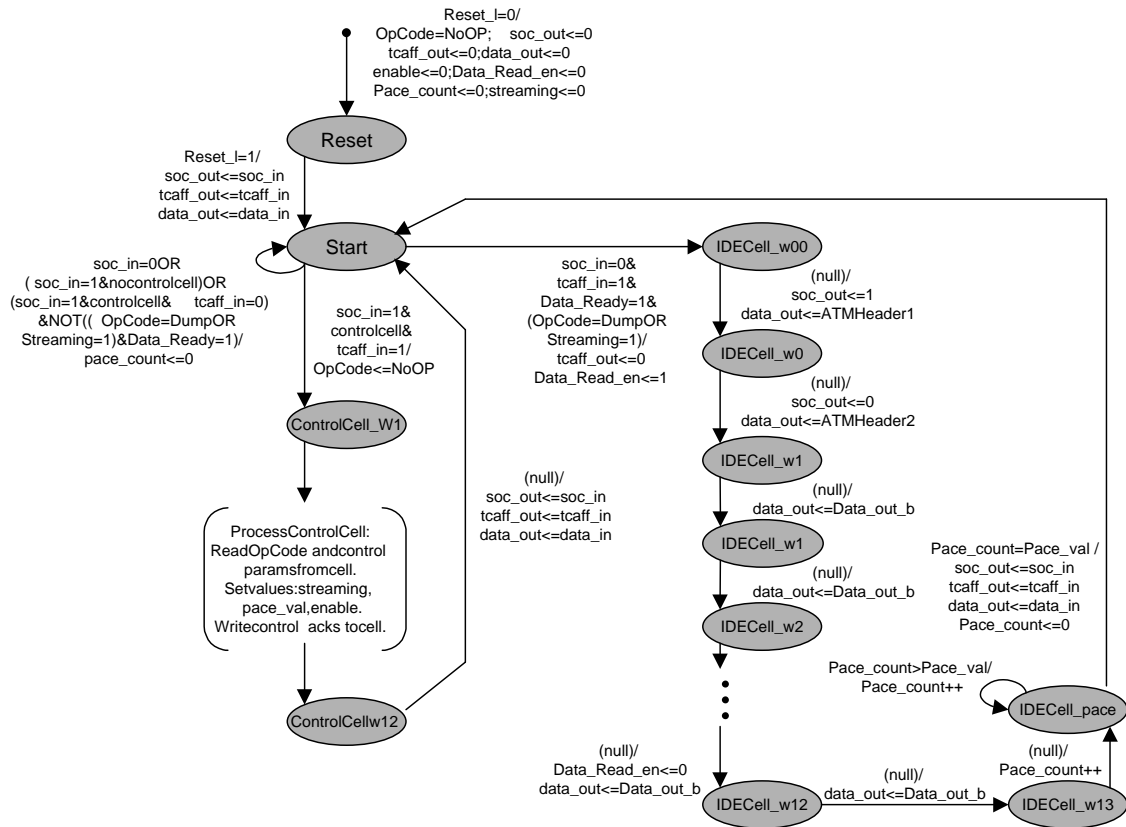 Reset_l=0/
OpCode=NoOP; soc_out<=0
tcaff_out<=0;data_out<=0
enable<=0;Data_Read_en<=0
Pace_count<=0;streaming<=0
Reset
Reset_l=1/
soc_out<=soc_in
tcaff_out<=tcaff_in
data_out<=data_in
Start
soc_in=0OR
( soc_in=1&nocontrolcell)OR
(soc_in=1&controlcell& tcaff_in=0)
&NOT(( OpCode=DumpOR
Streaming=1)&Data_Ready=1)/
pace_count<=0
soc_in=1&
controlcell&
tcaff_in=1/
OpCode<=NoOP
ControlCell_W1
ProcessControlCell:
ReadOpCode andcontrol
paramsfromcell.
Setvalues:streaming,
pace_val,enable.
Writecontrol acks tocell.
ControlCellw12
(null)/
soc_out<=soc_in
tcaff_out<=tcaff_in
data_out<=data_in
soc_in=0&
tcaff_in=1&
Data_Ready=1&
(OpCode=DumpOR
Streaming=1)/
tcaff_out<=0
Data_Read_en<=1
IDECell_w00
(null)/
soc_out<=1
data_out<=ATMHeader1
IDECell_w0
(null)/
soc_out<=0
data_out<=ATMHeader2
IDECell_w1
(null)/
data_out<=Data_out_b
IDECell_w1
(null)/
data_out<=Data_out_b
IDECell_w2
(null)/
Data_Read_en<=0
data_out<=Data_out_b
IDECell_w12
(null)/
data_out<=Data_out_b
IDECell_w13
(null)/
Pace_count++
IDECell_pace
Pace_count>Pace_val/
Pace_count++
Pace_count=Pace_val /
soc_out<=soc_in
tcaff_out<=tcaff_in
data_out<=data_in
Pace_count<=0